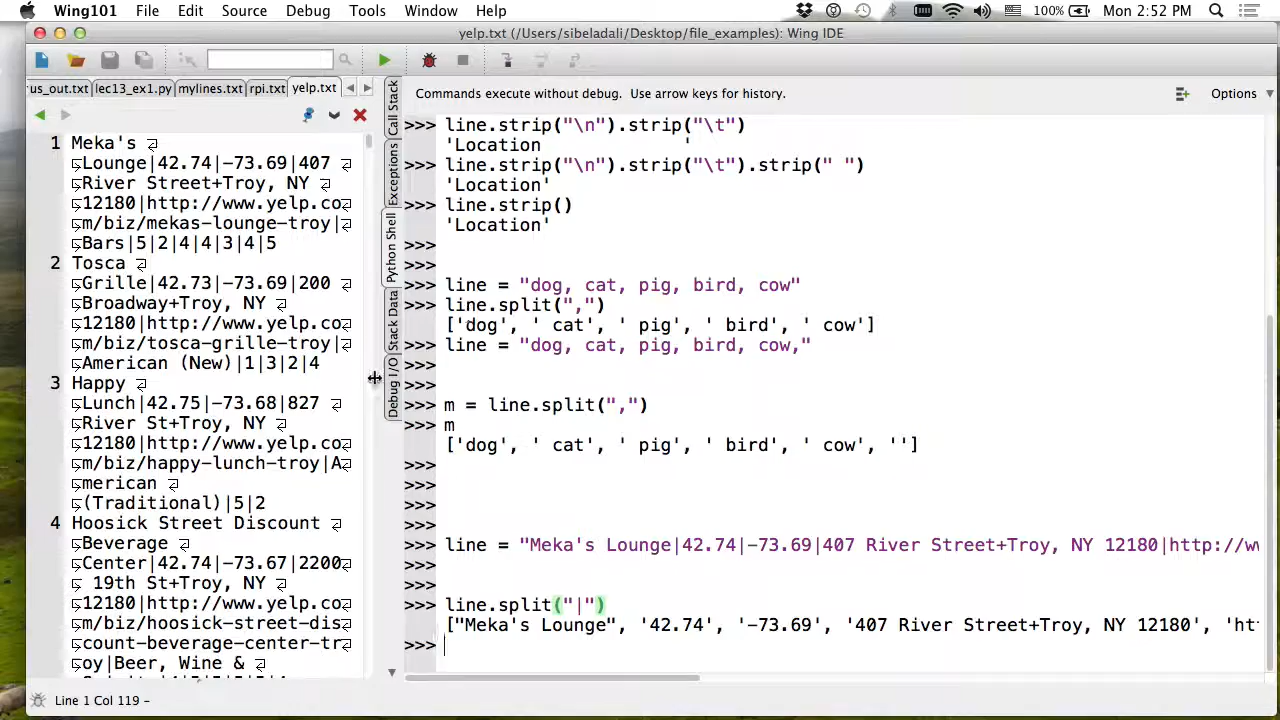 Wing101 File Edit Source Debug Tools Window Help 100% Mon 2:52 PM
yelp.txt (/Users/sibeladali/Desktop/file_examples): Wing IDE
us_out.txt lec13_ex1.py mylines.txt rpi.txt yelp.txt
1 Meka's
Lounge|42.74|-73.69|407
River Street+Troy, NY
12180|http://www.yelp.co
m/biz/mekas-lounge-troy|
Bars|5|2|4|4|3|4|5
2 Tosca
Grille|42.73|-73.69|200
Broadway+Troy, NY
12180|http://www.yelp.co
m/biz/tosca-grille-troy|
American (New)|1|3|2|4
3 Happy
Lunch|42.75|-73.68|827
River St+Troy, NY
12180|http://www.yelp.co
m/biz/happy-lunch-troy|A
merican
(Traditional)|5|2
4 Hoosick Street Discount
Beverage
Center|42.74|-73.67|2200
19th St+Troy, NY
12180|http://www.yelp.co
m/biz/hoosick-street-dis
count-beverage-center-tr
oy|Beer, Wine &
Call Stack
Exceptions
Python Shell
Stack Data
Debug I/O
Commands execute without debug. Use arrow keys for history. Options
>>> line.strip("\n").strip("\t")
'Location '
>>> line.strip("\n").strip("\t").strip(" ")
'Location'
>>> line.strip()
'Location'
>>>
>>>
>>> line = "dog, cat, pig, bird, cow"
>>> line.split(",")
['dog', ' cat', ' pig', ' bird', ' cow']
>>> line = "dog, cat, pig, bird, cow,"
>>>
>>>
>>> m = line.split(",")
>>> m
['dog', ' cat', ' pig', ' bird', ' cow', '']
>>>
>>>
>>>
>>>
>>> line = "Meka's Lounge|42.74|-73.69|407 River Street+Troy, NY 12180|http://w
>>>
>>>
>>> line.split("|")
["Meka's Lounge", '42.74', '-73.69', '407 River Street+Troy, NY 12180', 'htt
>>>
Line 1 Col 119 –